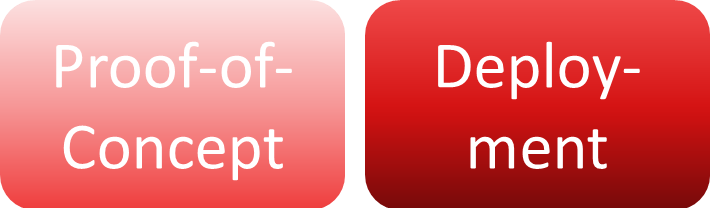 Proof-of-
Concept
Deploy-
ment